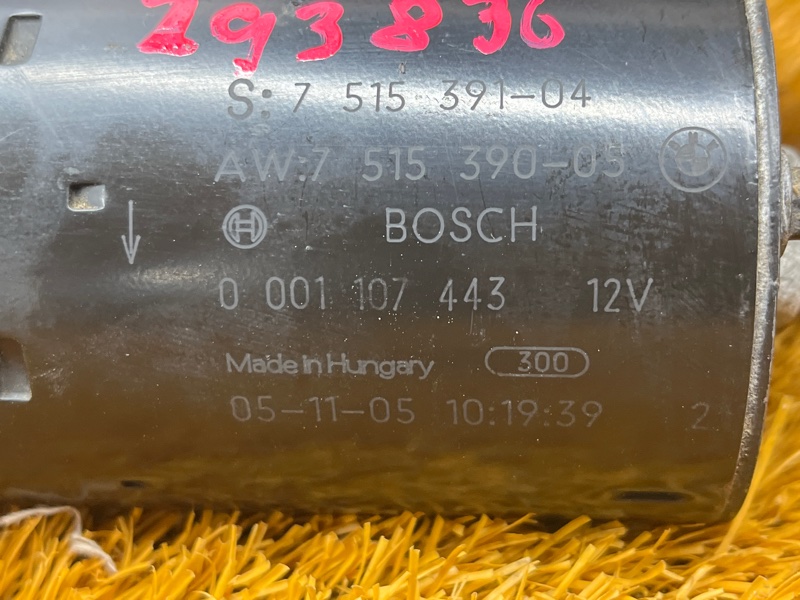 293836
S: 7 515 391-04
AW:7 515 390-05
BOSCH
0 001 107 443 12V
Made in Hungary 300
05-11-05 10:19:39 2